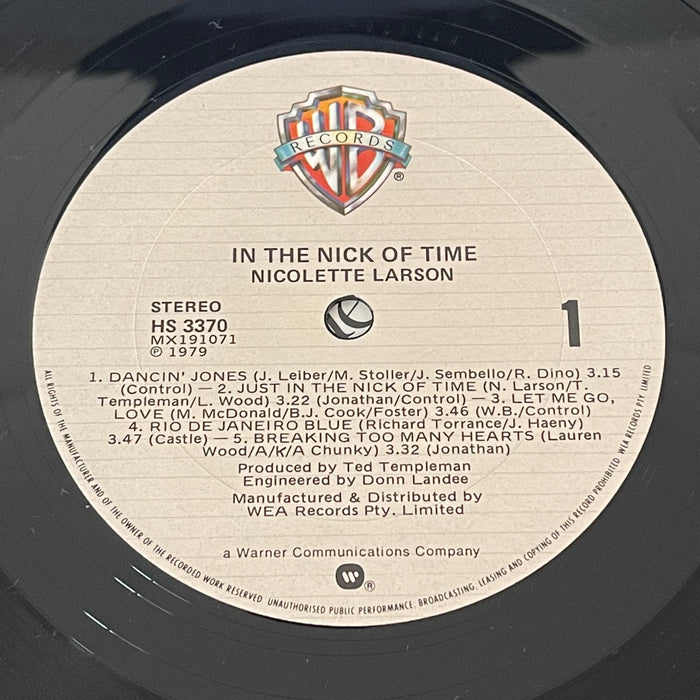 WB
RECORDS
®
IN THE NICK OF TIME
NICOLETTE LARSON
STEREO
HS 3370
MX191071
℗ 1979
1
1. DANCIN' JONES (J. Leiber/M. Stoller/J. Sembello/R. Dino) 3.15
(Control) — 2. JUST IN THE NICK OF TIME (N. Larson/T.
Templeman/L. Wood) 3.22 (Jonathan/Control) — 3. LET ME GO,
LOVE (M. McDonald/B.J. Cook/Foster) 3.46 (W.B./Control)
4. RIO DE JANEIRO BLUE (Richard Torrance/J. Haeny)
3.47 (Castle) — 5. BREAKING TOO MANY HEARTS (Lauren
Wood/A/K/A Chunky) 3.32 (Jonathan)
Produced by Ted Templeman
Engineered by Donn Landee
Manufactured & Distributed by
WEA Records Pty. Limited
a Warner Communications Company
W ®
ALL RIGHTS OF THE MANUFACTURER AND OF THE OWNER OF THE RECORDED WORK RESERVED UNAUTHORISED PUBLIC PERFORMANCE, BROADCASTING, LEASING AND COPYING OF THIS RECORD PROHIBITED WEA RECORDS PTY LIMITED